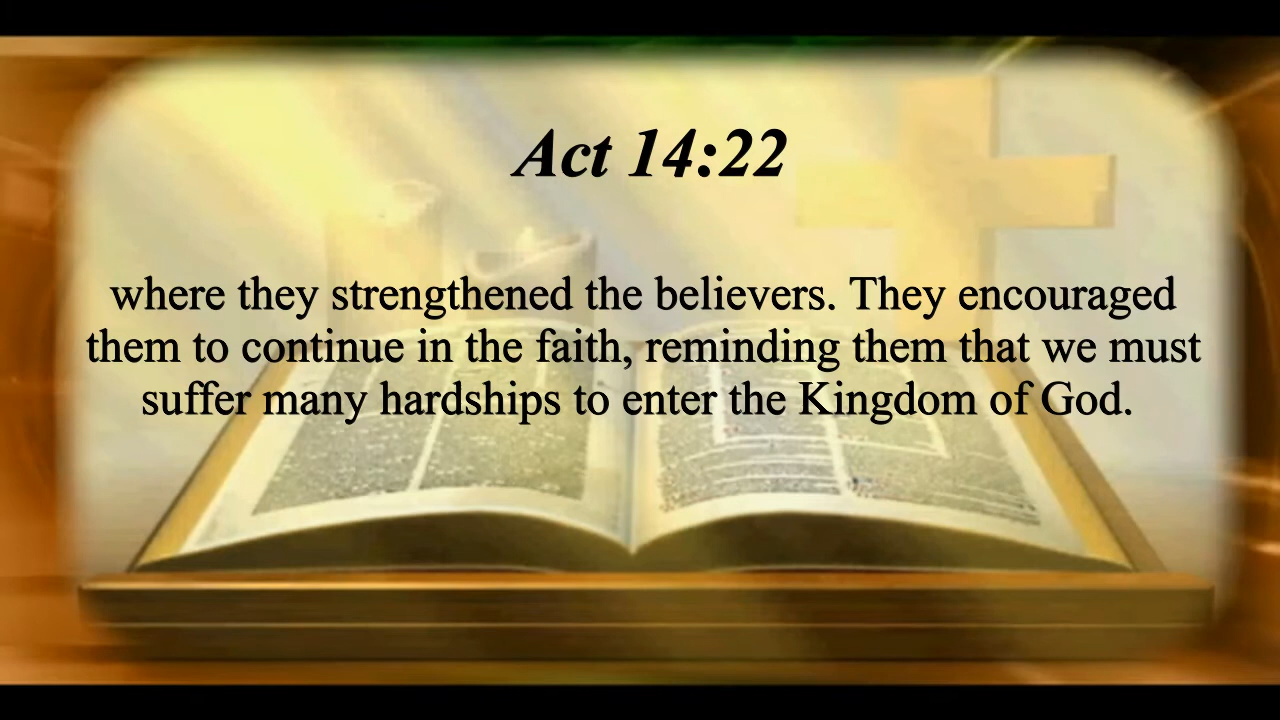 Act 14:22
where they strengthened the believers. They encouraged
them to continue in the faith, reminding them that we must
suffer many hardships to enter the Kingdom of God.